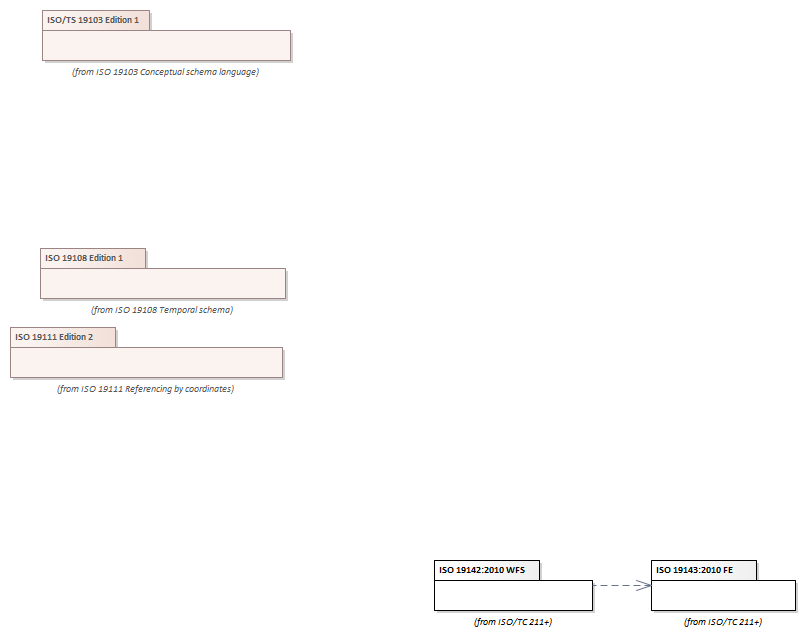 ISO/TS 19103 Edition 1
(from ISO 19103 Conceptual schema language)
ISO 19108 Edition 1
(from ISO 19108 Temporal schema)
ISO 19111 Edition 2
(from ISO 19111 Referencing by coordinates)
ISO 19142:2010 WFS
(from ISO/TC 211+)
ISO 19143:2010 FE
(from ISO/TC 211+)